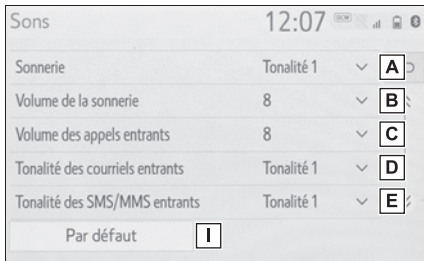 Sons 12:07 DCM
Sonnerie Tonalité 1 A
Volume de la sonnerie 8 B
Volume des appels entrants 8 C
Tonalité des courriels entrants Tonalité 1 D
Tonalité des SMS/MMS entrants Tonalité 1 E
Par défaut I